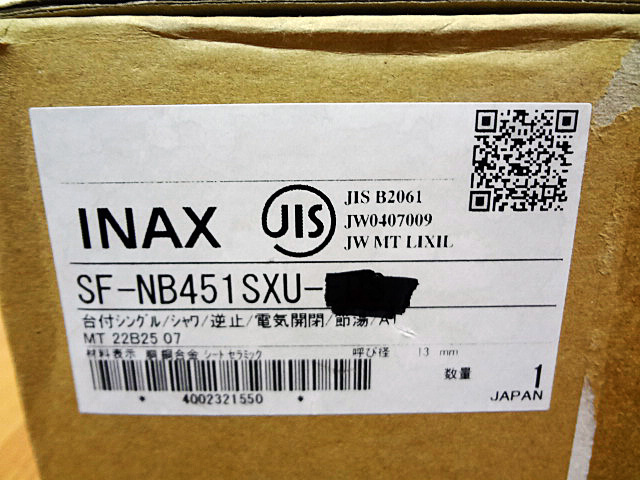 INAX
JIS
JIS B2061
JW0407009
JW MT LIXIL
SF-NB451SXU-
台付シングル/シャワ/逆止/電気開閉/節湯/A1
MT 22B25 07
材料表示 銅合金 シート セラミック
呼び径 13 mm
* 4002321550 *
数量 1
JAPAN